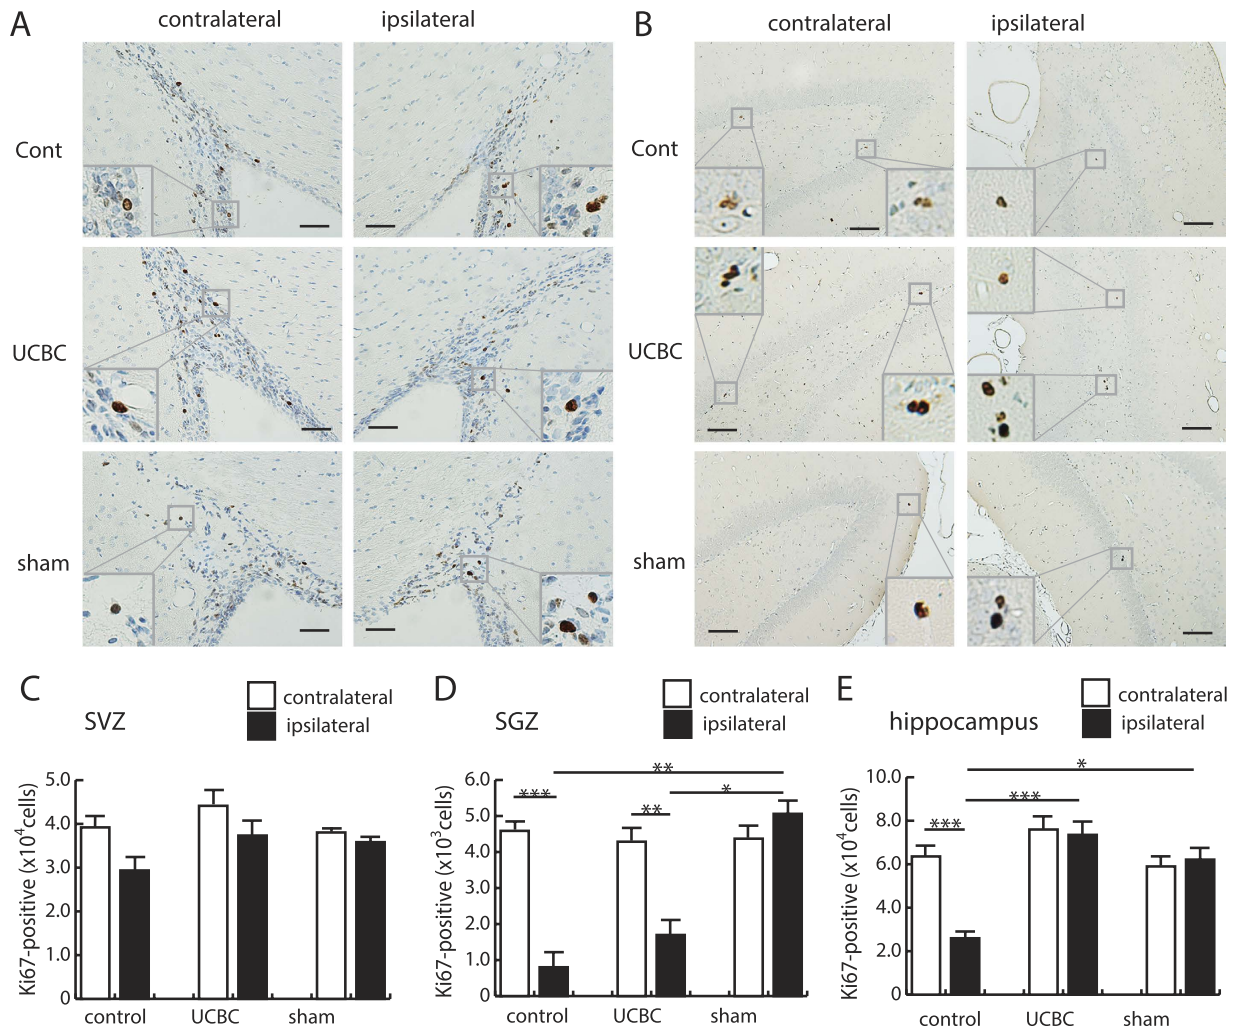 A contralateral ipsilateral
B contralateral ipsilateral
Cont
Cont
UCBC
UCBC
sham
sham
C
SVZ
contralateral
ipsilateral
Ki67-positive (x10⁴cells)
5.0
4.0
3.0
2.0
1.0
0
control UCBC sham
D
SGZ
contralateral
ipsilateral
Ki67-positive (x10³cells)
6.0
5.0
4.0
3.0
2.0
1.0
0
**
*
***
**
control UCBC sham
E
hippocampus
contralateral
ipsilateral
Ki67-positive (x10⁴cells)
10.0
8.0
6.0
4.0
2.0
0
*
***
***
control UCBC sham